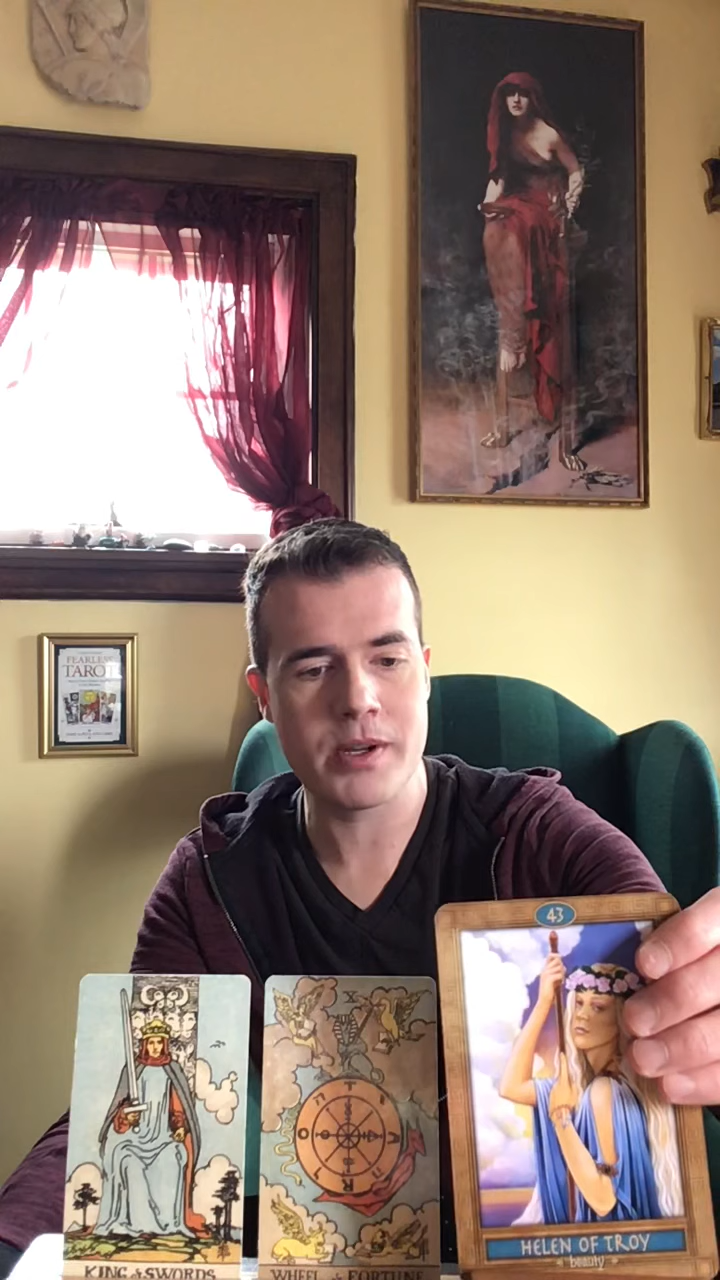 FEARLESS
TAROT
X
T A R O
43
KING of SWORDS
WHEEL of FORTUNE
HELEN OF TROY
beauty